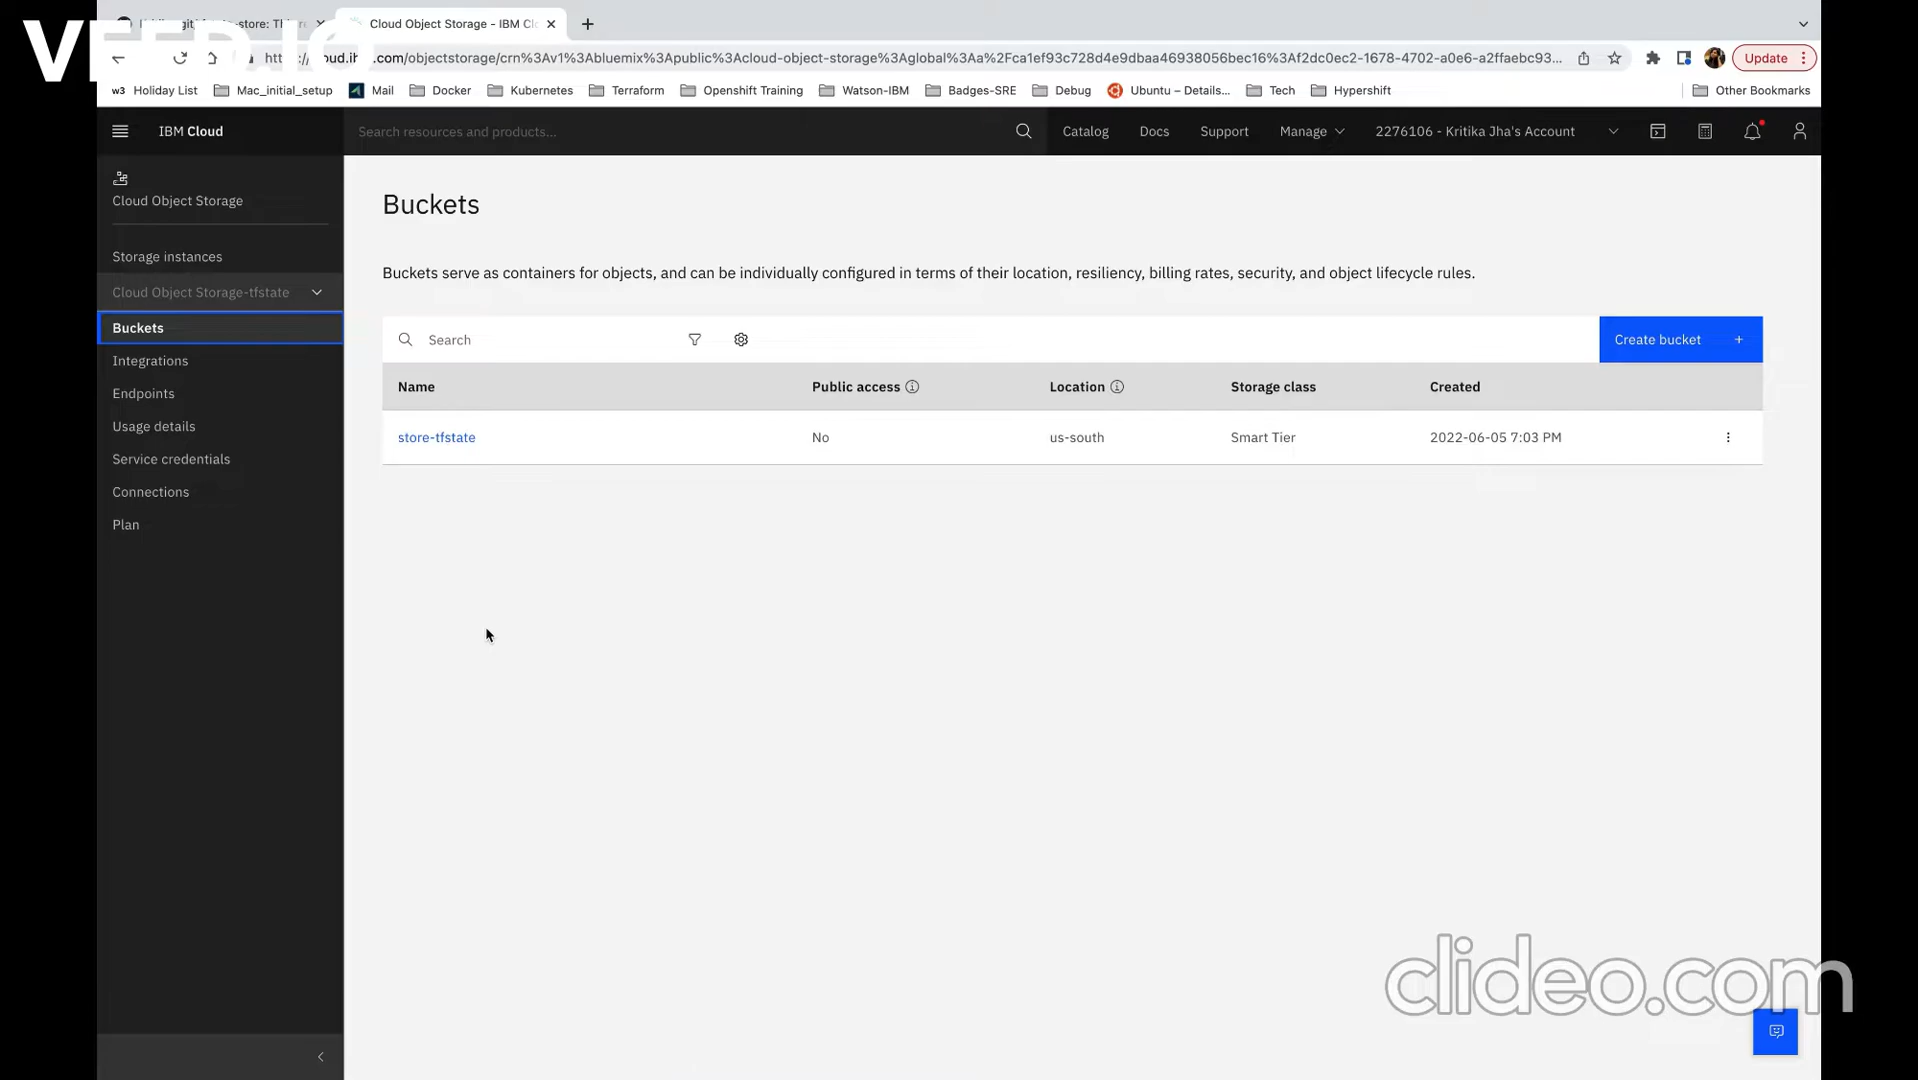 Cloud Object Storage - IBM Clo
.com/objectstorage/crn%3Av1%3Abluemix%3Apublic%3Acloud-object-storage%3Aglobal%3Aa%2Fca1ef93c728d4e9dbaa46938056bec16%3Af2dc0ec2-1678-4702-a0e6-a2ffaebc93...
Update
w3 Holiday List Mac_initial_setup Mail Docker Kubernetes Terraform Openshift Training Watson-IBM Badges-SRE Debug Ubuntu – Details... Tech Hypershift Other Bookmarks
IBM Cloud
Search resources and products...
Catalog Docs Support Manage 2276106 - Kritika Jha's Account
Cloud Object Storage
Storage instances
Cloud Object Storage-tfstate
Buckets
Integrations
Endpoints
Usage details
Service credentials
Connections
Plan
Buckets
Buckets serve as containers for objects, and can be individually configured in terms of their location, resiliency, billing rates, security, and object lifecycle rules.
Search
Create bucket +
Name Public access Location Storage class Created
store-tfstate No us-south Smart Tier 2022-06-05 7:03 PM
clideo.com